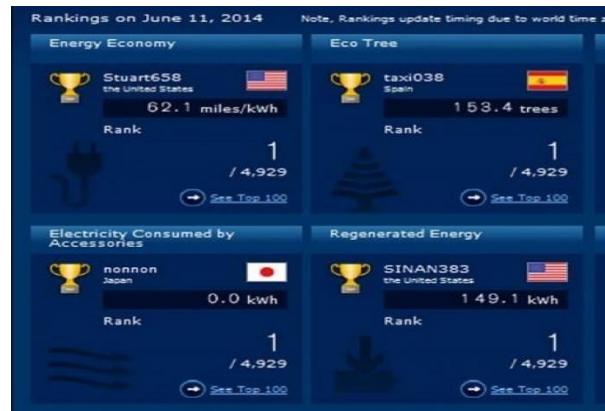 Rankings on June 11, 2014
Note, Rankings update timing due to world time
Energy Economy
Stuart658
the United States
62.1 miles/kWh
Rank
1
/ 4,929
See Top 100
Eco Tree
taxi038
Spain
153.4 trees
Rank
1
/ 4,929
See Top 100
Electricity Consumed by
Accessories
nonnon
Japan
0.0 kWh
Rank
1
/ 4,929
See Top 100
Regenerated Energy
SINAN383
the United States
149.1 kWh
Rank
1
/ 4,929
See Top 100